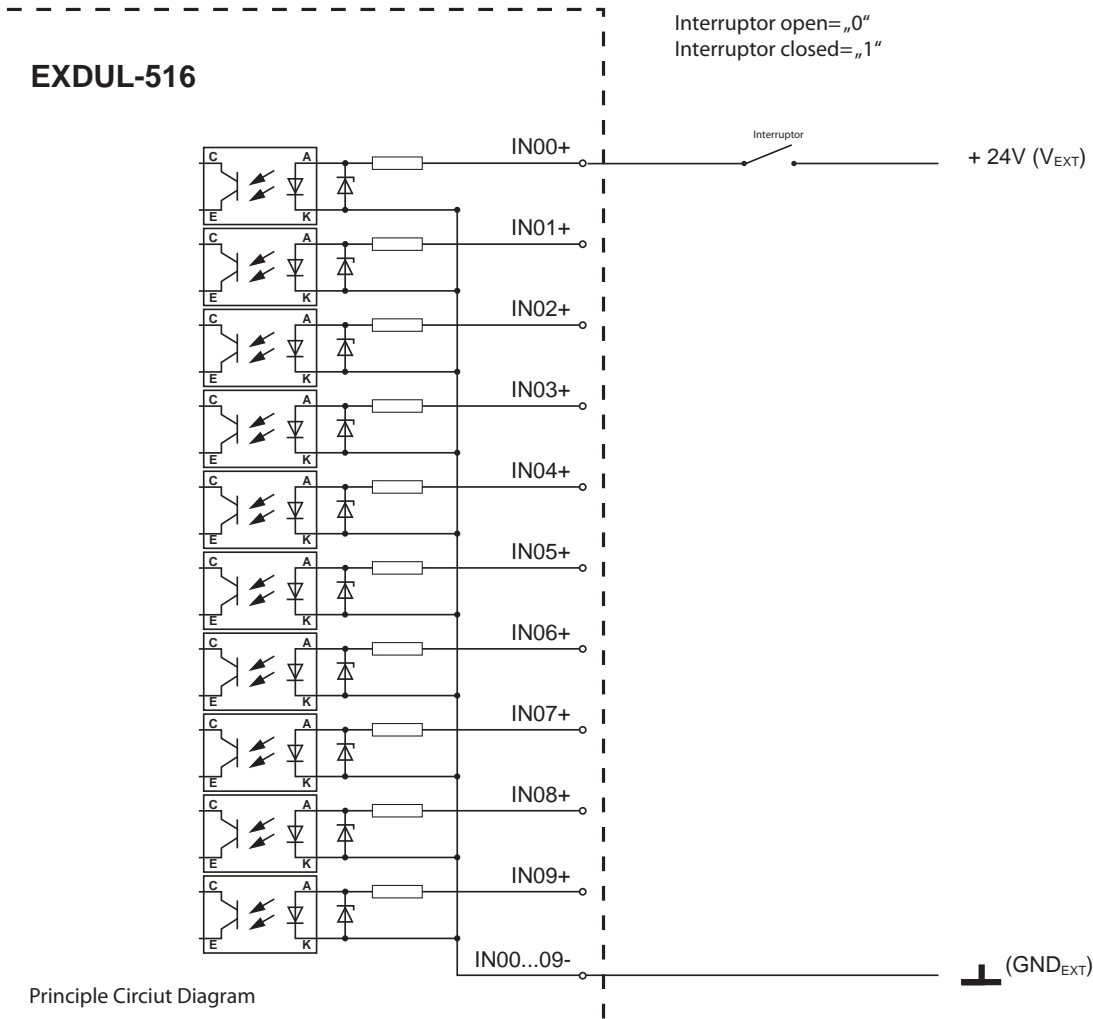 Interruptor open=„0“
Interruptor closed=„1“
EXDUL-516
Interruptor
IN00+
+ 24V (VEXT)
C A
E K
IN01+
C A
E K
IN02+
C A
E K
IN03+
C A
E K
IN04+
C A
E K
IN05+
C A
E K
IN06+
C A
E K
IN07+
C A
E K
IN08+
C A
E K
IN09+
C A
E K
IN00...09-
(GNDEXT)
Principle Circiut Diagram